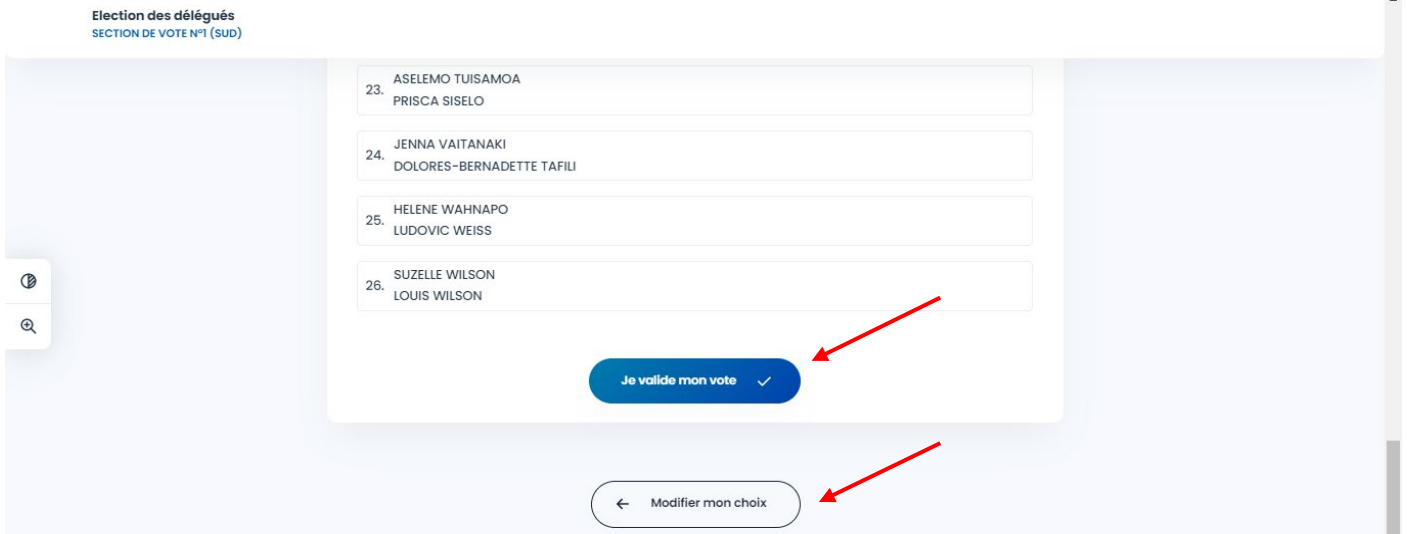 Election des délégués
SECTION DE VOTE N°1 (SUD)
23. ASELEMO TUISAMOA
PRISCA SISELO
24. JENNA VAITANAKI
DOLORES-BERNADETTE TAFILI
25. HELENE WAHNAPO
LUDOVIC WEISS
26. SUZELLE WILSON
LOUIS WILSON
Je valide mon vote
Modifier mon choix